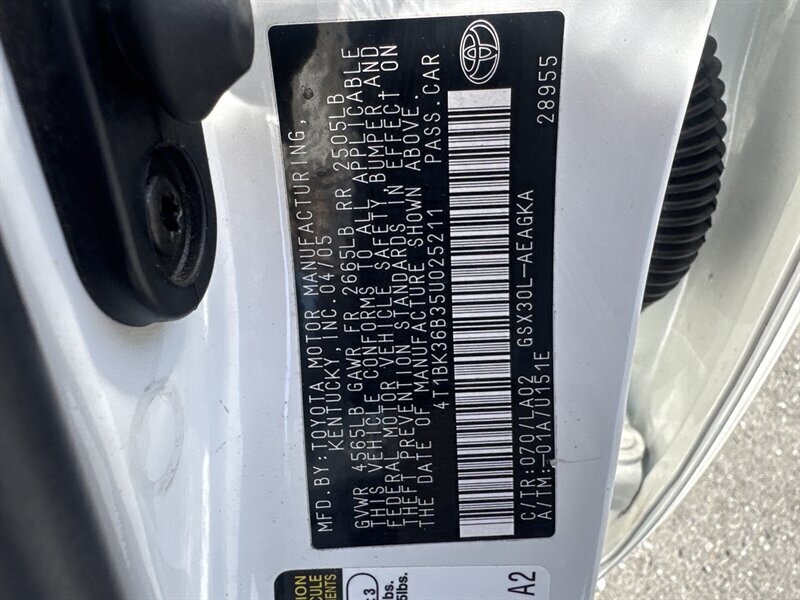 MFD.BY:TOYOTA MOTOR MANUFACTURING,
KENTUCKY, INC. 04/05
GVWR 4565LB GAWR FR 2665LB RR 2505LB
THIS VEHICLE CONFORMS TO ALL APPLICABLE
FEDERAL MOTOR VEHICLE SAFETY, BUMPER AND
THEFT PREVENTION STANDARDS IN EFFECT ON
THE DATE OF MANUFACTURE SHOWN ABOVE.
4T1BK36B35U025211 PASS.CAR
C/TR:070/LA02 GSX30L-AEAGKA
A/TM:-01A/U151E 28955
A2